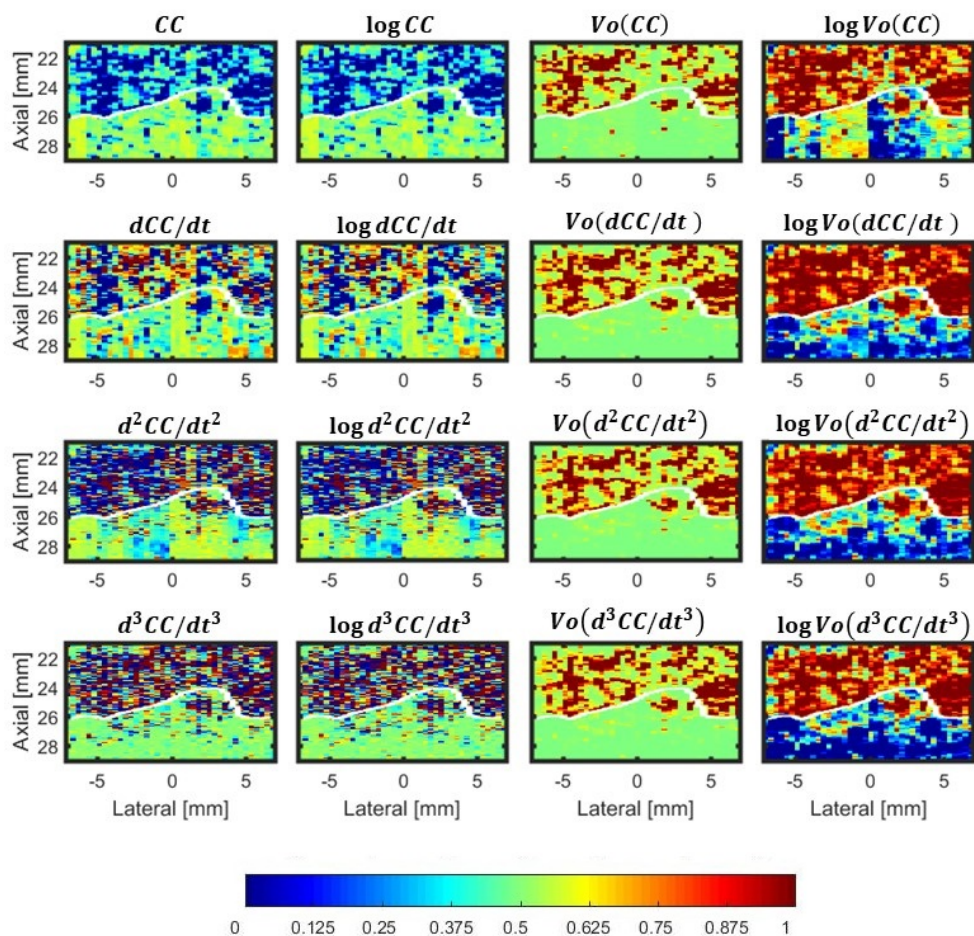 CC log CC Vo(CC) log Vo(CC)
Axial [mm] 22 24 26 28
-5 0 5 -5 0 5 -5 0 5 -5 0 5
dCC/dt log dCC/dt Vo(dCC/dt ) log Vo(dCC/dt)
Axial [mm] 22 24 26 28
-5 0 5 -5 0 5 -5 0 5 -5 0 5
d²CC/dt² log d²CC/dt² Vo(d²CC/dt²) log Vo(d²CC/dt²)
Axial [mm] 22 24 26 28
-5 0 5 -5 0 5 -5 0 5 -5 0 5
d³CC/dt³ log d³CC/dt³ Vo(d³CC/dt³) log Vo(d³CC/dt³)
Axial [mm] 22 24 26 28
-5 0 5 -5 0 5 -5 0 5 -5 0 5
Lateral [mm] Lateral [mm] Lateral [mm] Lateral [mm]
0 0.125 0.25 0.375 0.5 0.625 0.75 0.875 1